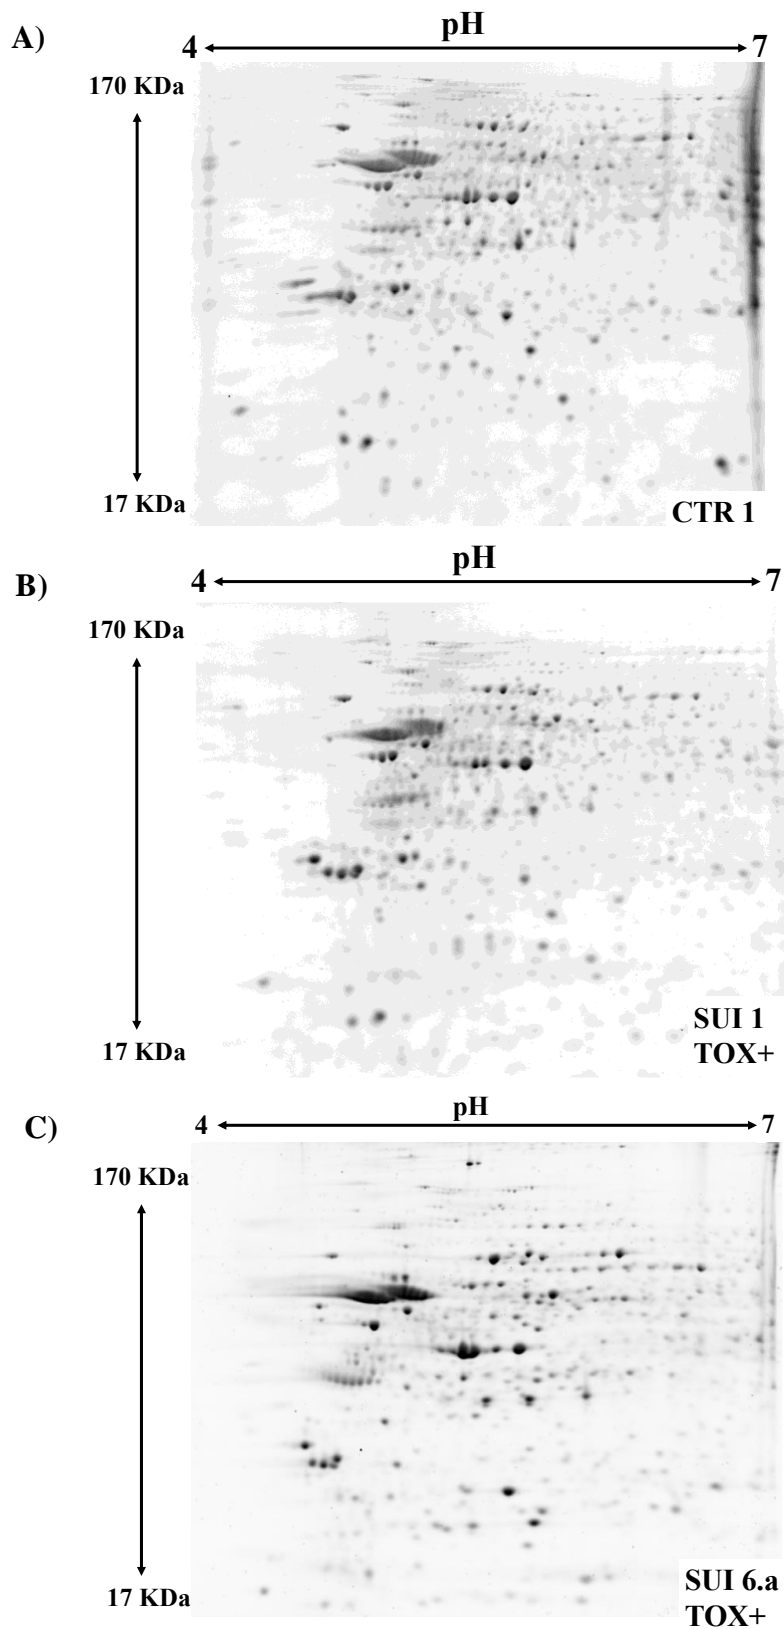 A)
pH
4
7
170 KDa
17 KDa
CTR 1
B)
pH
4
7
170 KDa
17 KDa
SUI 1
TOX+
C)
pH
4
7
170 KDa
17 KDa
SUI 6.a
TOX+